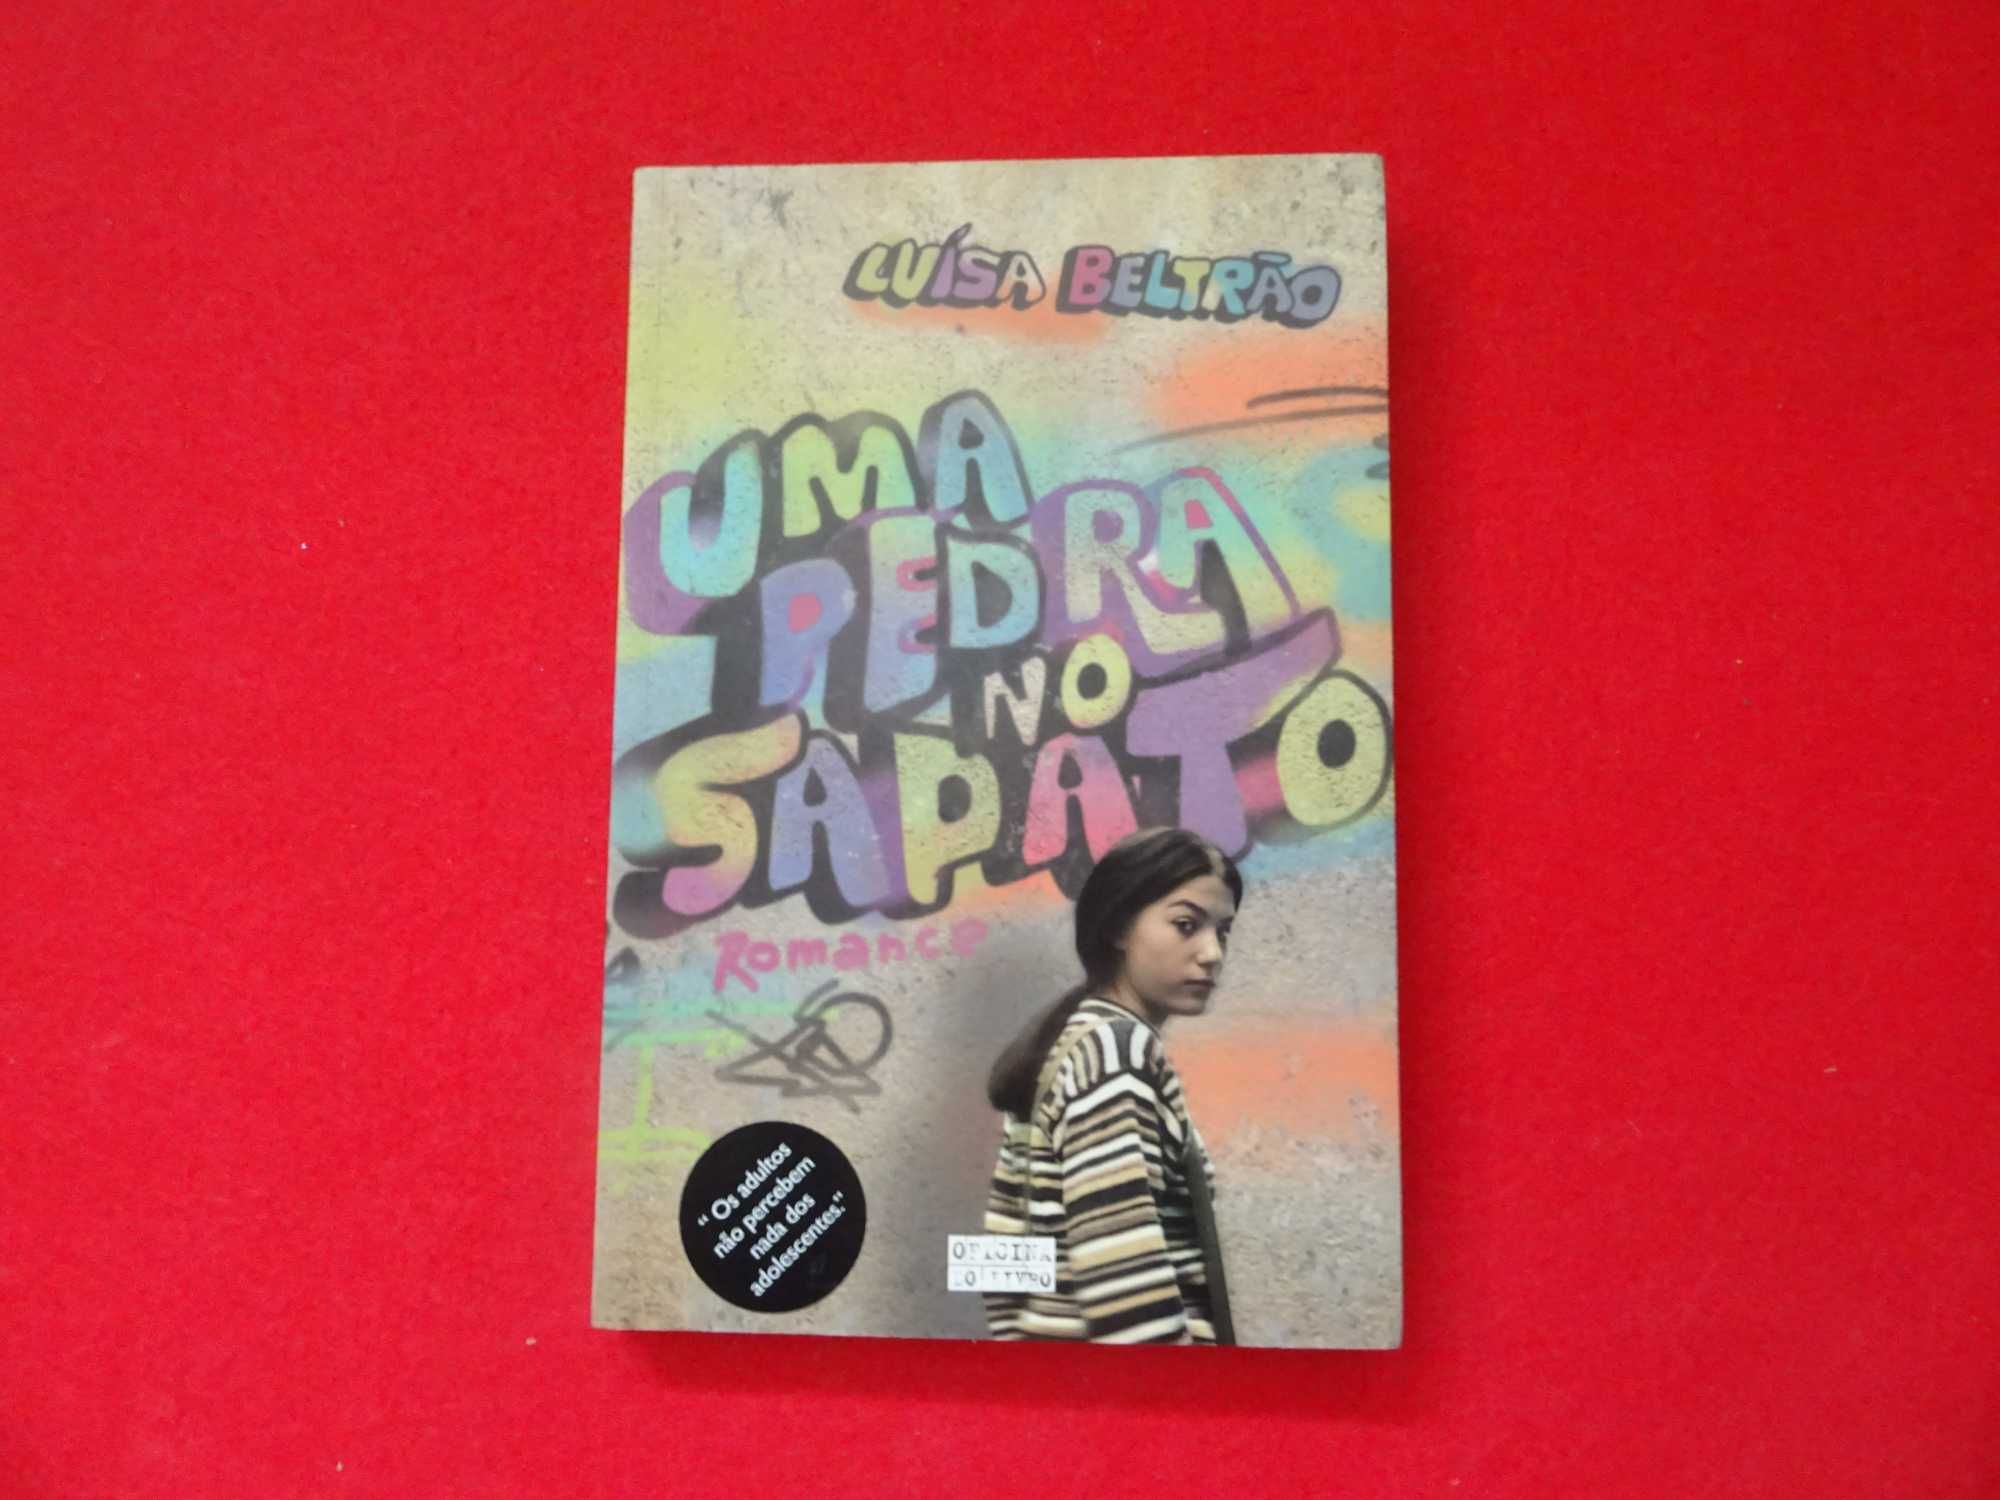 LUÍSA BELTRÃO
UMA
PEDRA
NO
SAPATO
Romance
“Os adultos
não percebem
nada dos
adolescentes.”
OFICINA
DO LIVRO